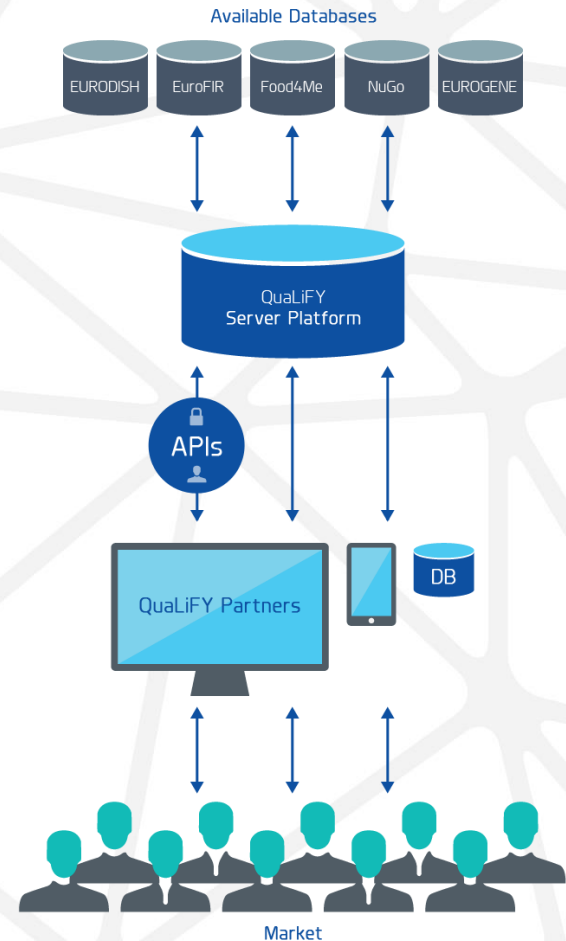 Available Databases
EURODISH EuroFIR Food4Me NuGo EUROGENE
QuaLiFY
Server Platform
APIs
QuaLiFY Partners
DB
Market